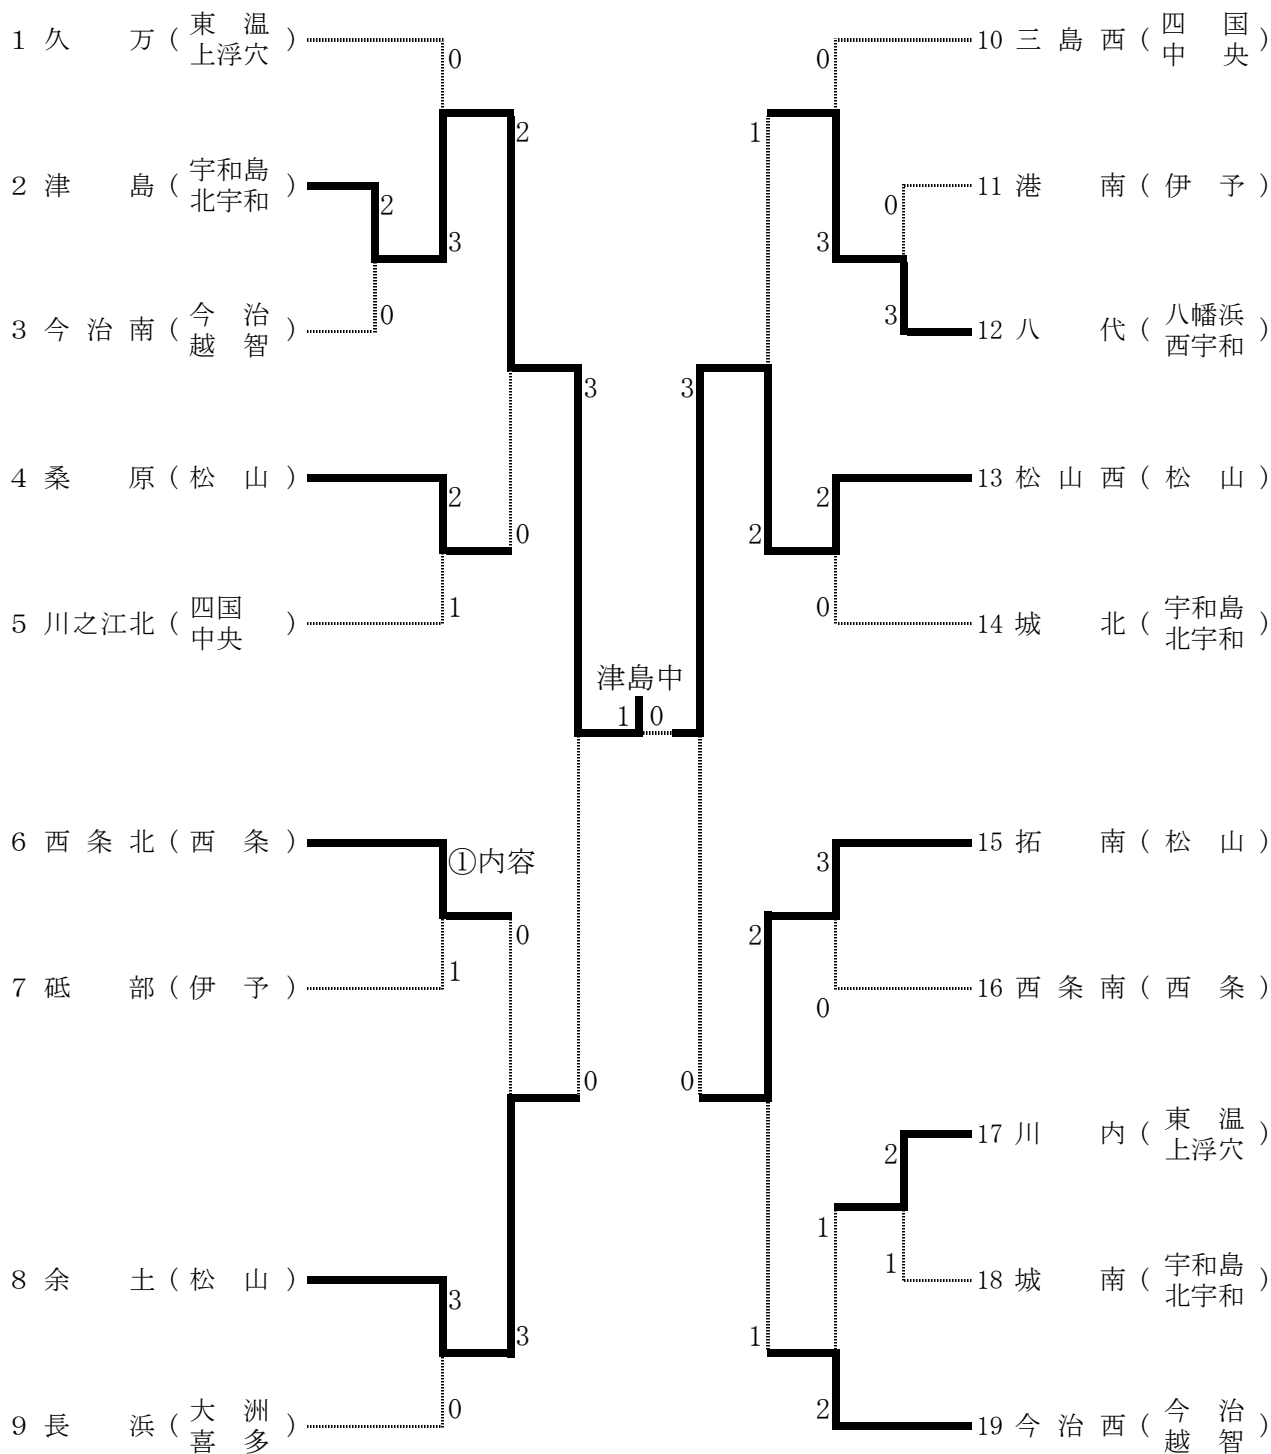 1 久 万 ( 東 温 上浮穴 )
0
2 津 島 ( 宇和島 北宇和 )
2
3
2
3 今 治 南 ( 今 治 越 智 )
0
4 桑 原 ( 松 山 )
2
0
3
5 川之江北 ( 四国 中央 )
1
津島中
1 0
6 西 条 北 ( 西 条 )
①内容
0
7 砥 部 ( 伊 予 )
1
0
8 余 土 ( 松 山 )
3
3
9 長 浜 ( 大 洲 喜 多 )
0
10 三 島 西 ( 四 国 中 央 )
0
1
11 港 南 ( 伊 予 )
0
3
12 八 代 ( 八幡浜 西宇和 )
3
3
13 松 山 西 ( 松 山 )
2
2
14 城 北 ( 宇和島 北宇和 )
0
15 拓 南 ( 松 山 )
3
2
16 西 条 南 ( 西 条 )
0
0
17 川 内 ( 東 温 上浮穴 )
2
1
18 城 南 ( 宇和島 北宇和 )
1
1
19 今 治 西 ( 今 治 越 智 )
2